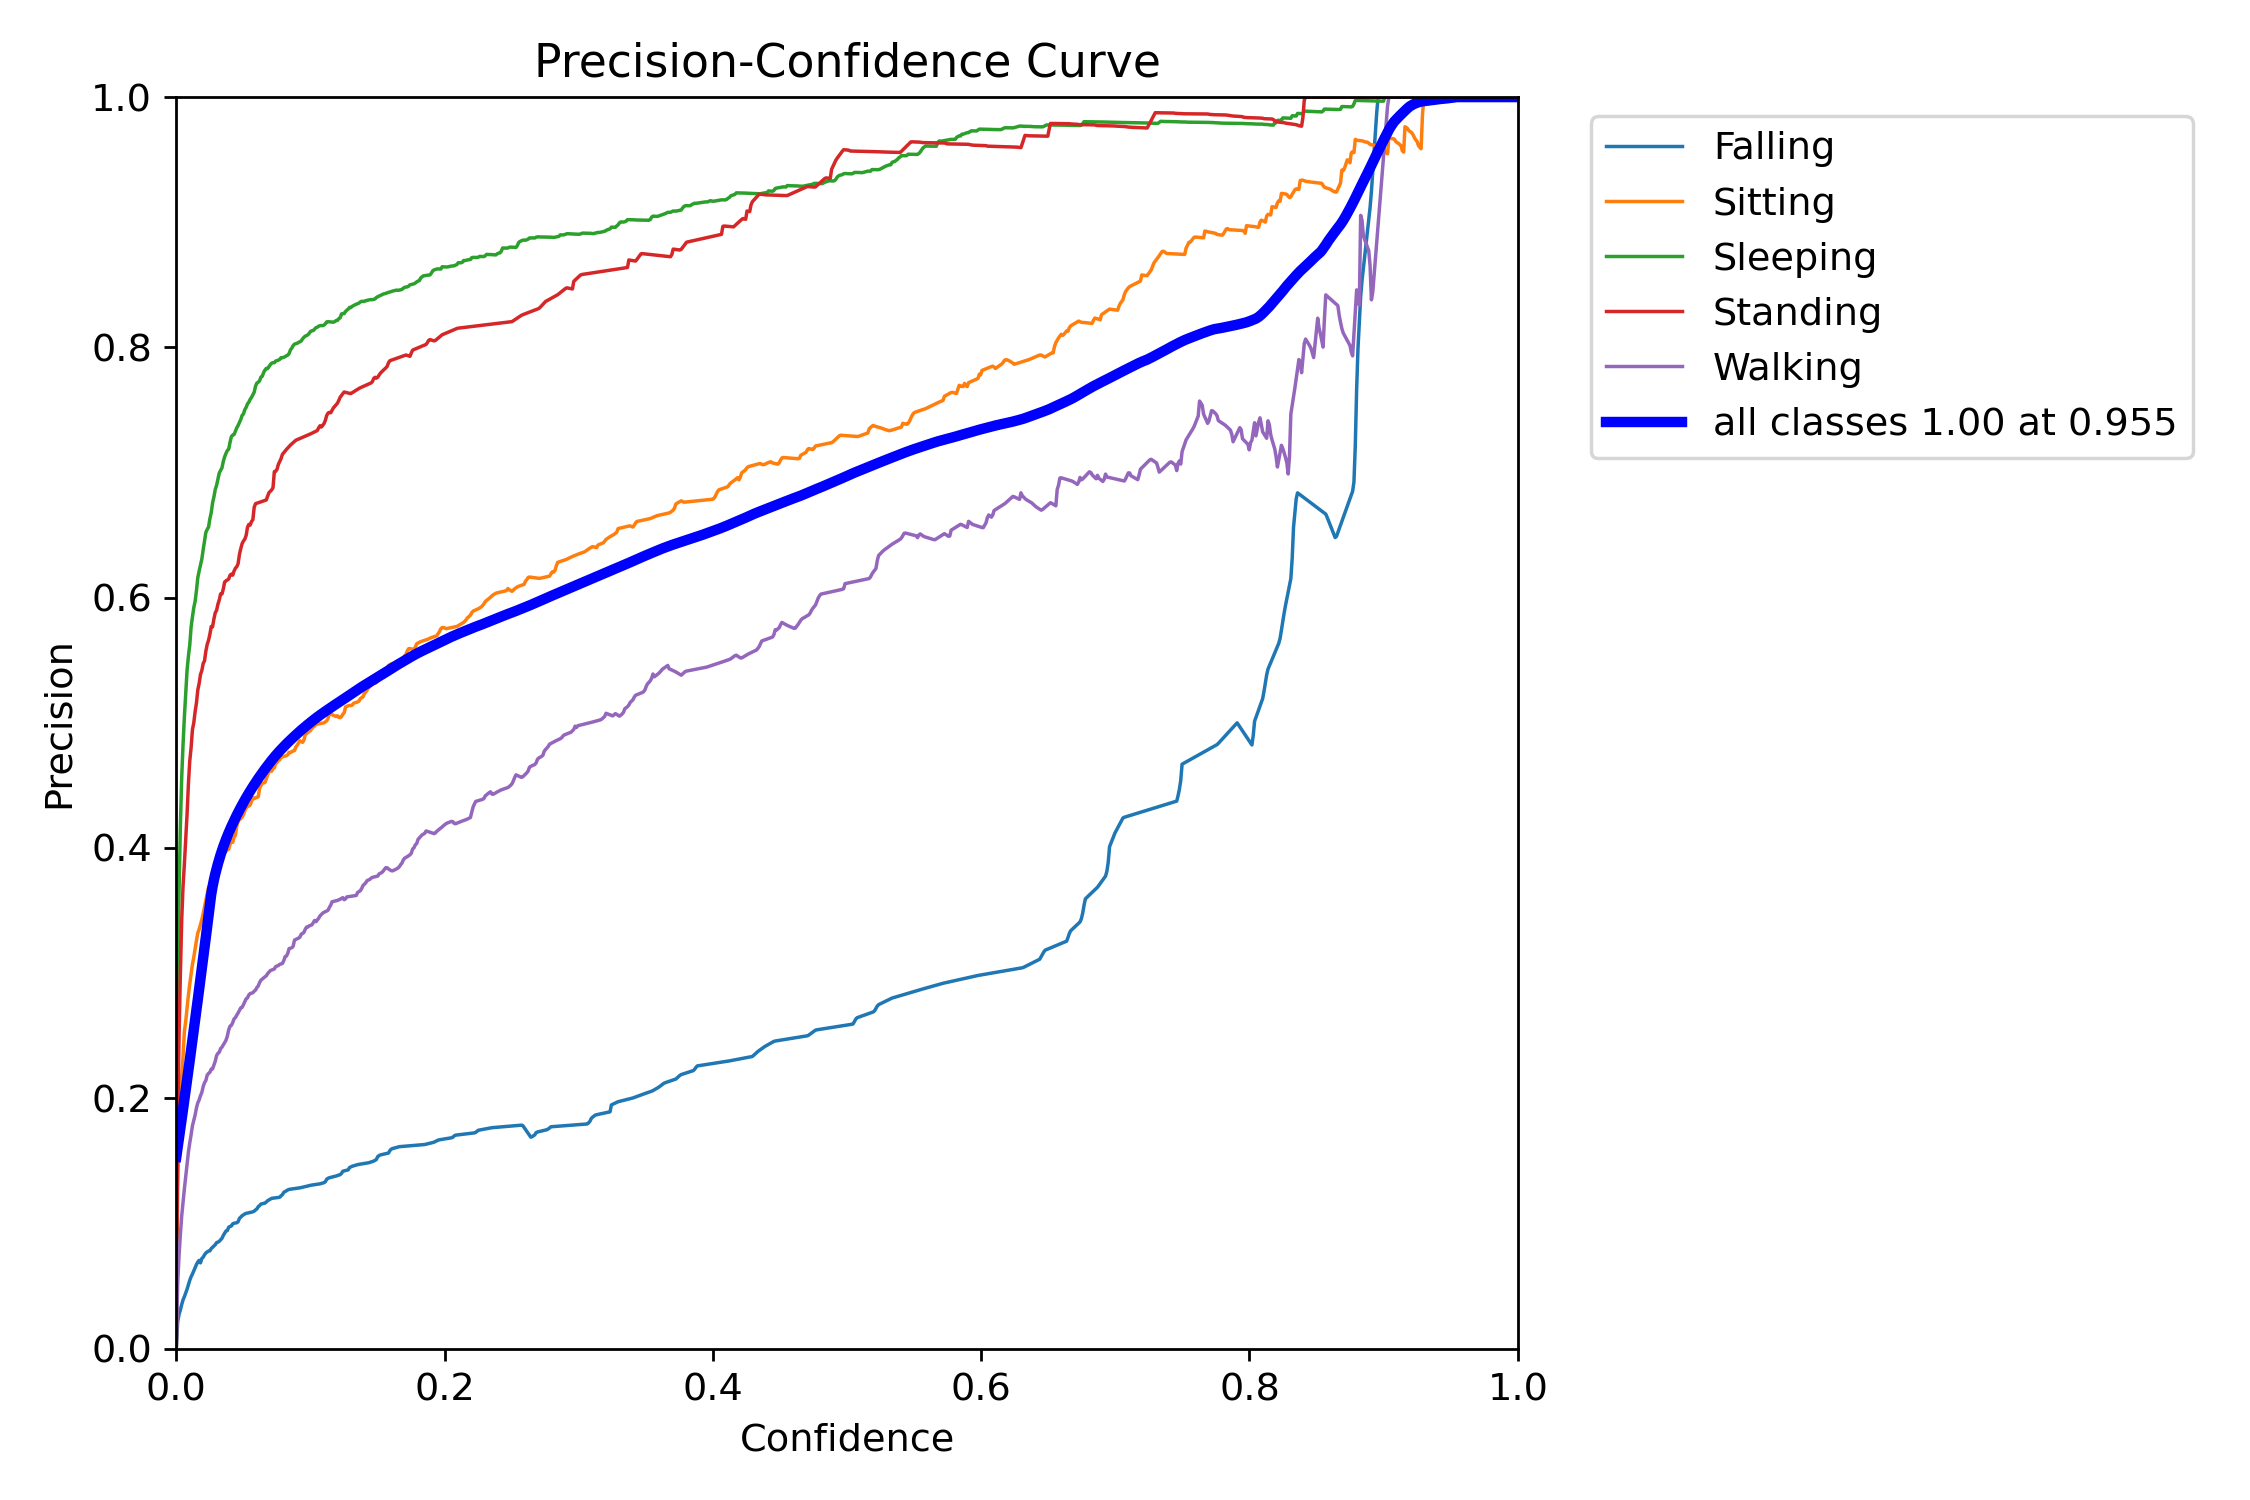 Precision-Confidence Curve
1.0
0.8
0.6
0.4
0.2
0.0
Precision
0.0 0.2 0.4 0.6 0.8 1.0
Confidence
Falling
Sitting
Sleeping
Standing
Walking
all classes 1.00 at 0.955